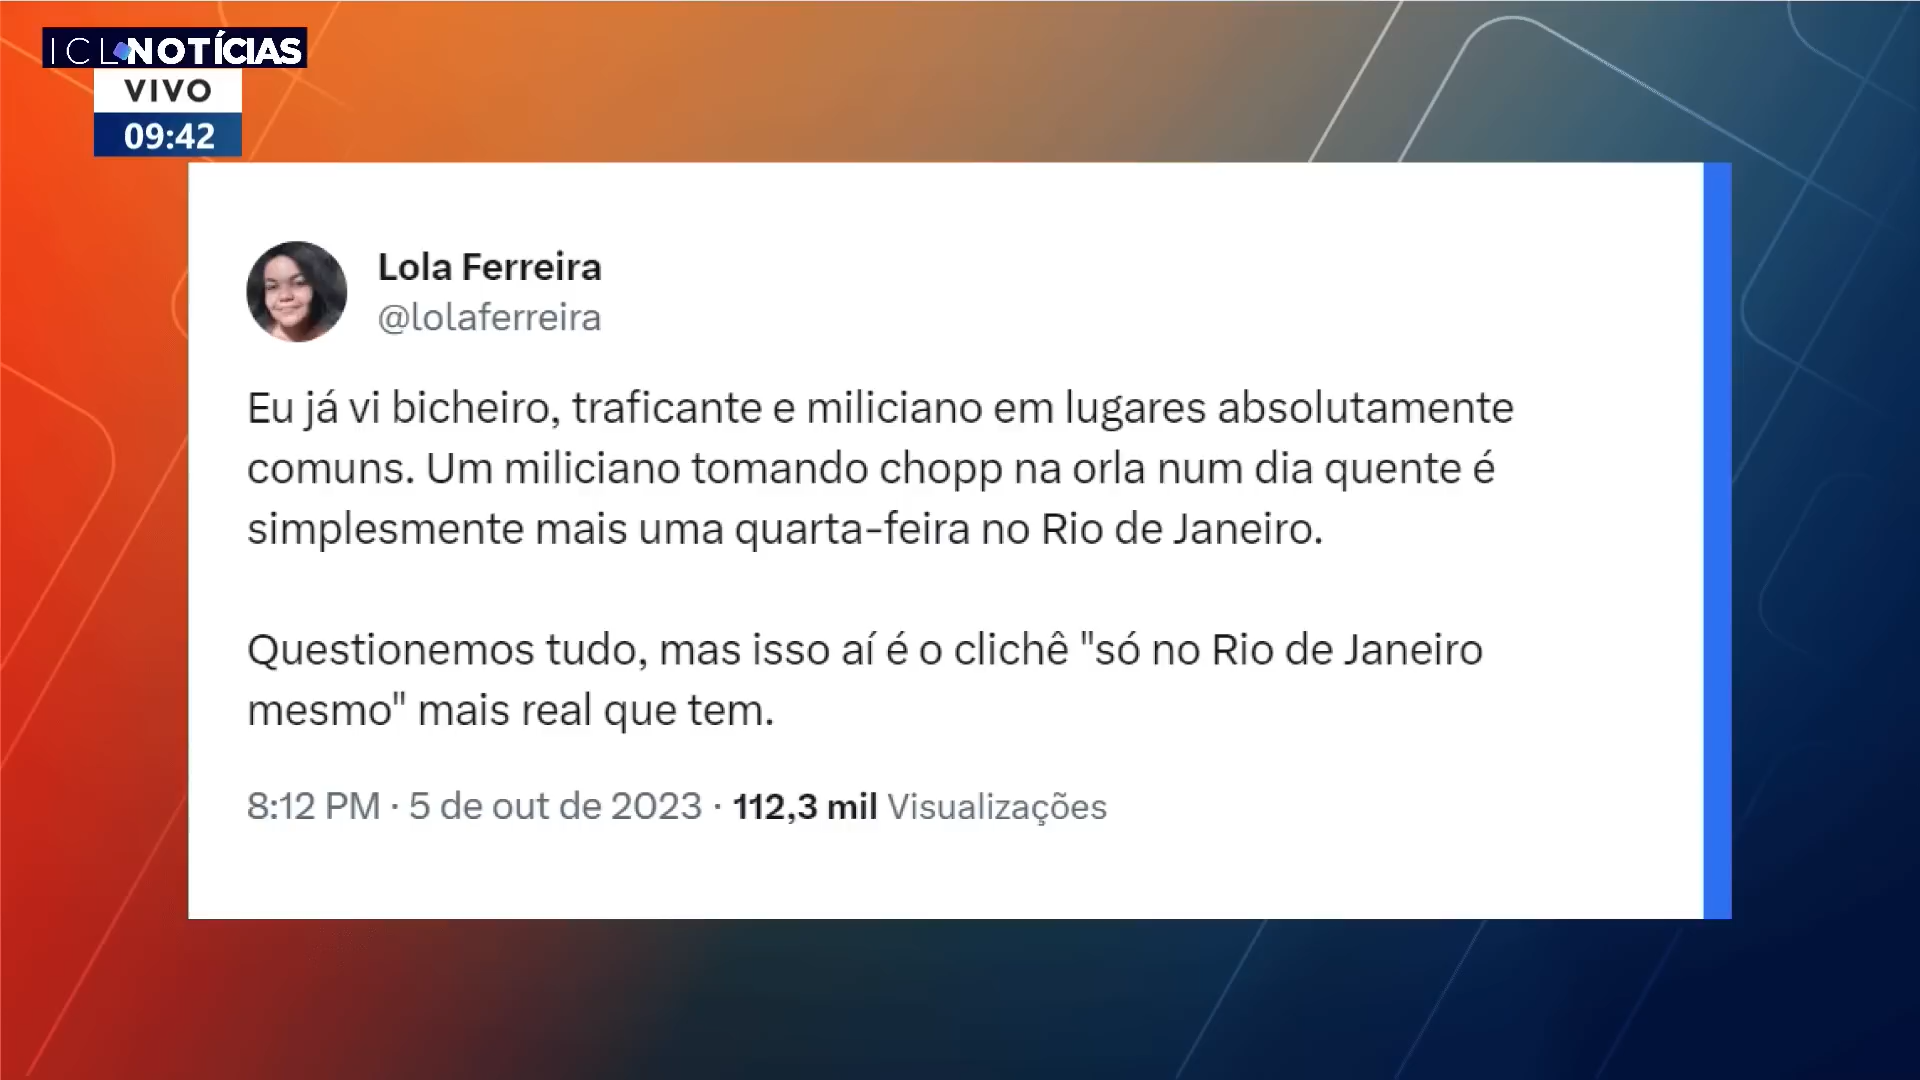 ICL NOTÍCIAS
VIVO
09:42
Lola Ferreira
@lolaferreira
Eu já vi bicheiro, traficante e miliciano em lugares absolutamente
comuns. Um miliciano tomando chopp na orla num dia quente é
simplesmente mais uma quarta-feira no Rio de Janeiro.
Questionemos tudo, mas isso aí é o clichê "só no Rio de Janeiro
mesmo" mais real que tem.
8:12 PM · 5 de out de 2023 · 112,3 mil Visualizações